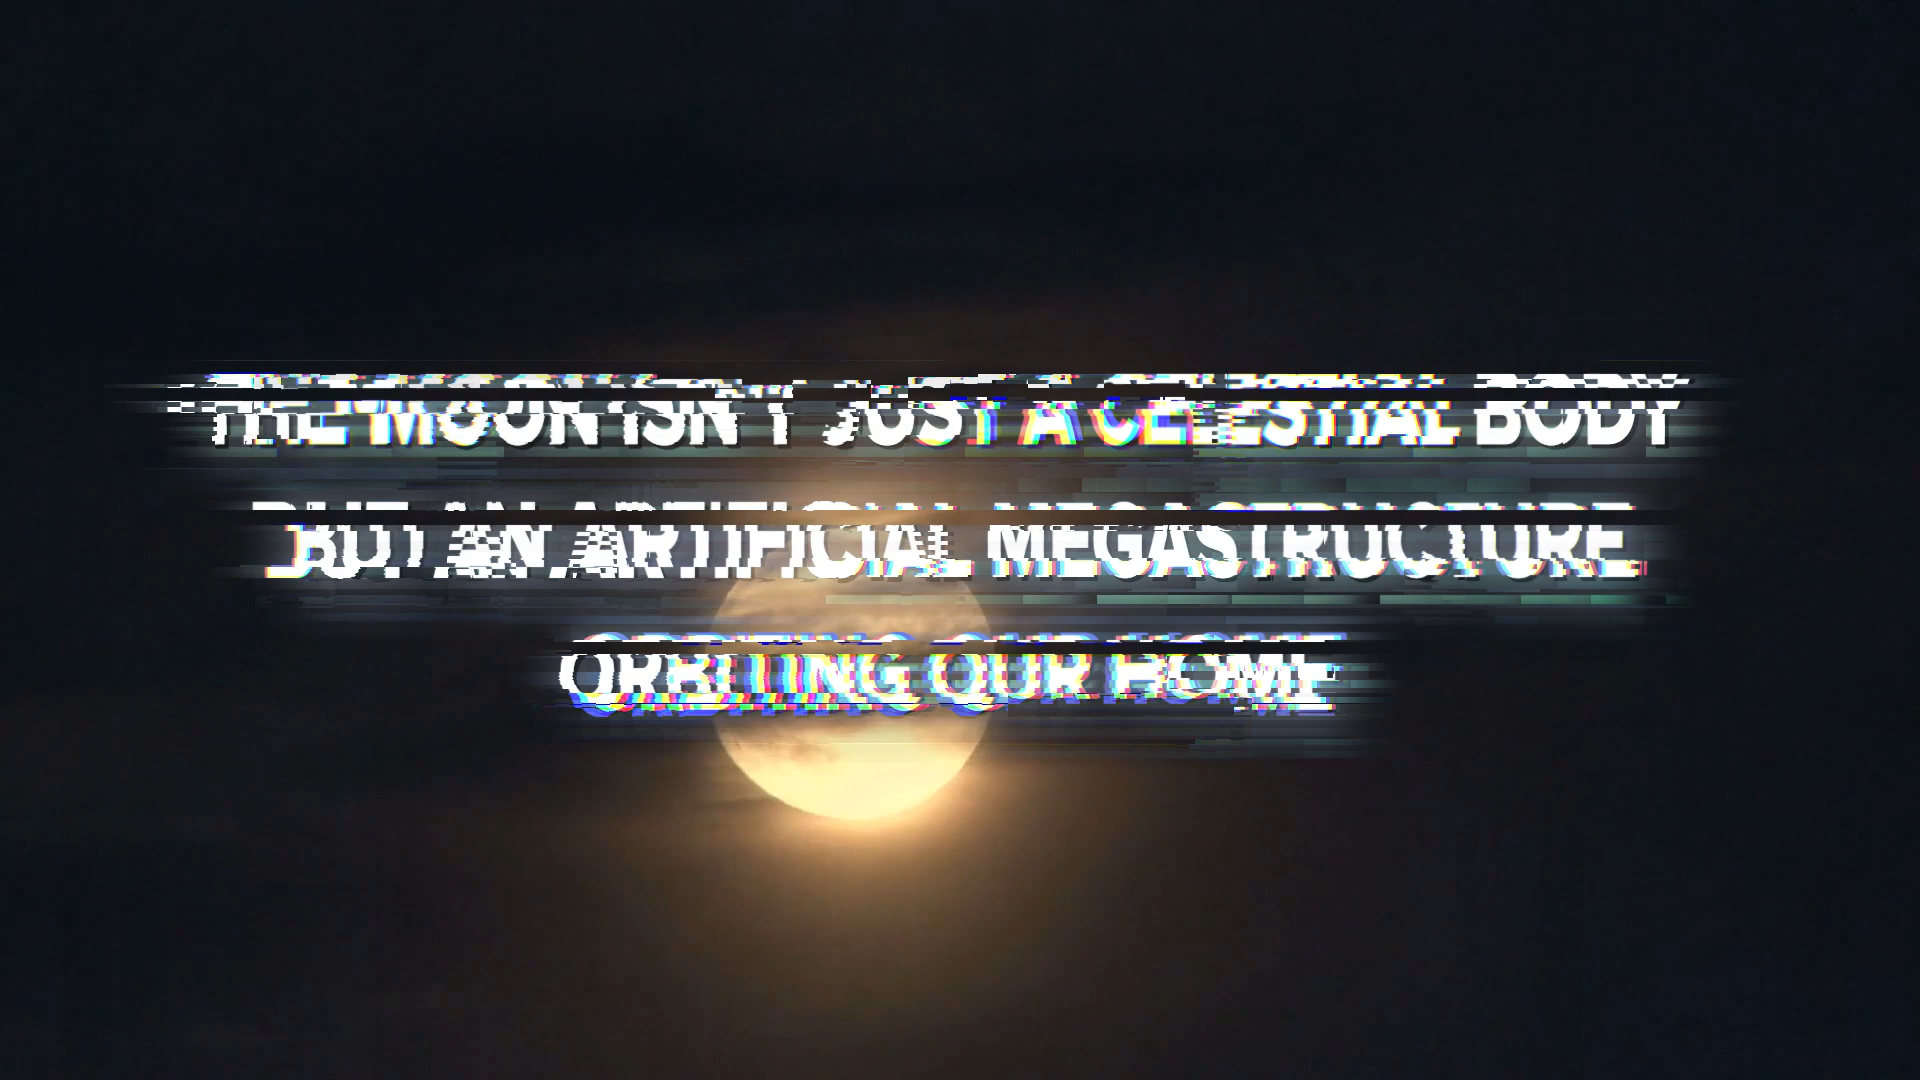 THE MOON ISN'T JUST A CELESTIAL BODY
BUT AN ARTIFICIAL MEGASTRUCTURE
ORBITING OUR HOME